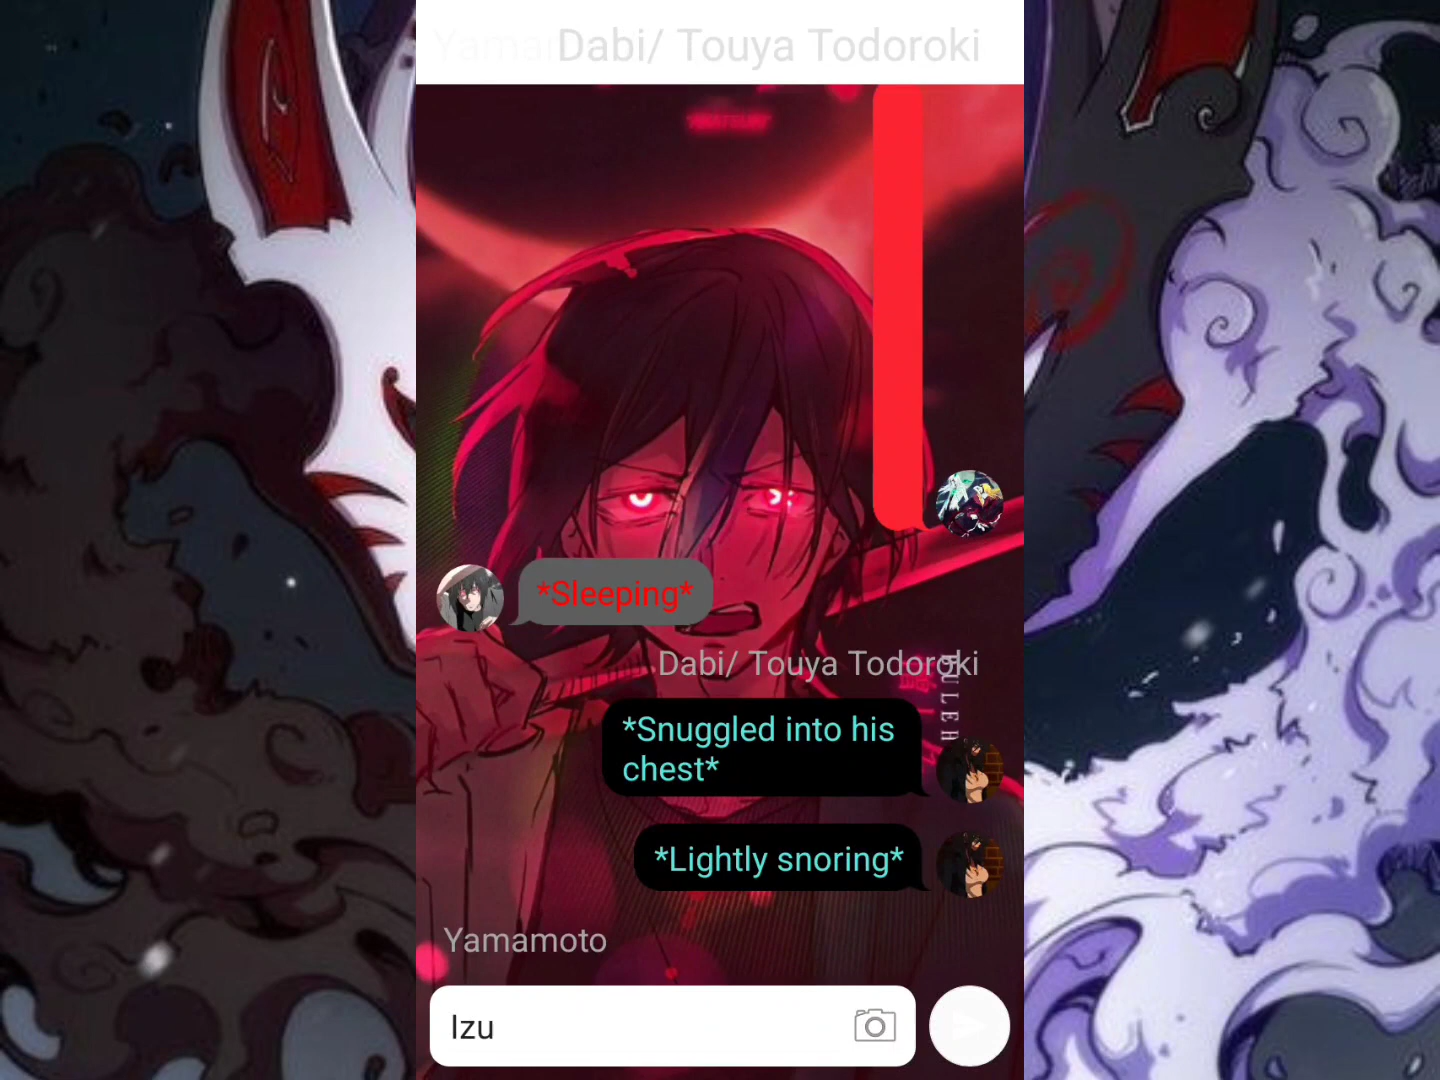 Dabi/ Touya Todoroki
*Sleeping*
Dabi/ Touya Todoroki
*Snuggled into his
chest*
*Lightly snoring*
Yamamoto
Izu